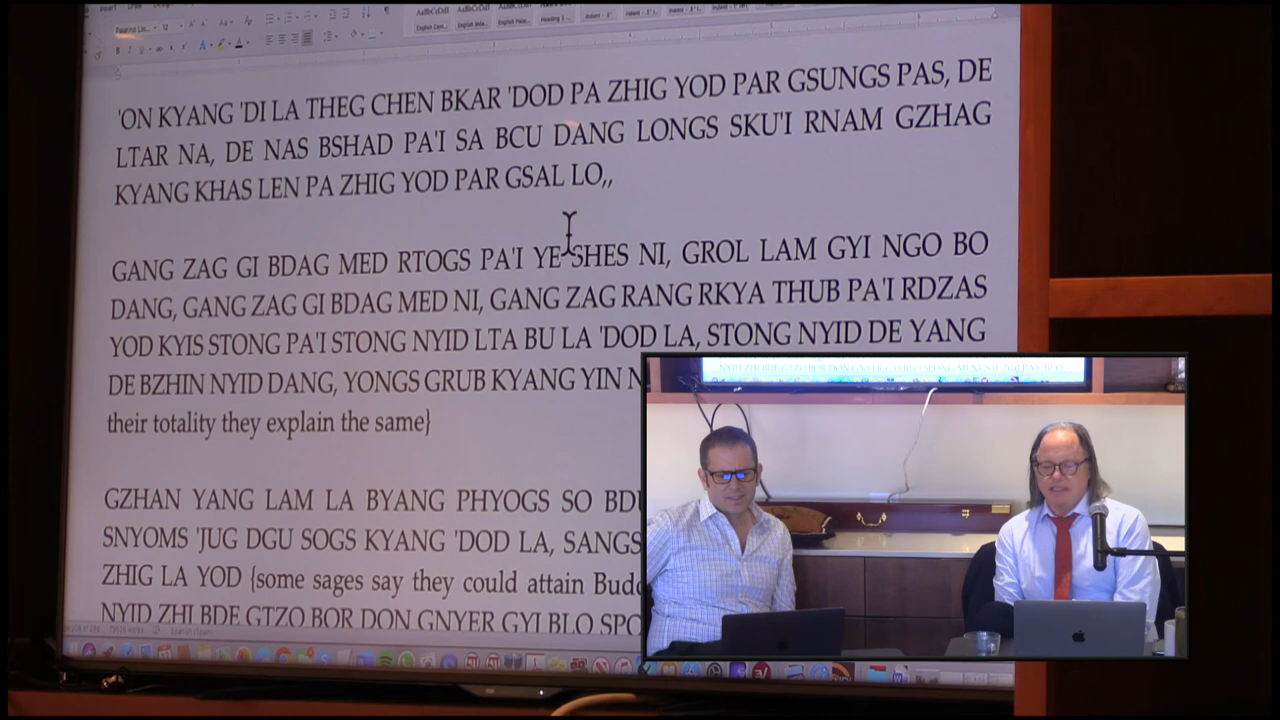 'ON KYANG 'DI LA THEG CHEN BKAR 'DOD PA ZHIG YOD PAR GSUNGS PAS, DE
LTAR NA, DE NAS BSHAD PA'I SA BCU DANG LONGS SKU'I RNAM GZHAG
KYANG KHAS LEN PA ZHIG YOD PAR GSAL LO,,
GANG ZAG GI BDAG MED RTOGS PA'I YE SHES NI, GROL LAM GYI NGO BO
DANG, GANG ZAG GI BDAG MED NI, GANG ZAG RANG RKYA THUB PA'I RDZAS
YOD KYIS STONG PA'I STONG NYID LTA BU LA 'DOD LA, STONG NYID DE YANG
DE BZHIN NYID DANG, YONGS GRUB KYANG YIN
their totality they explain the same}
GZHAN YANG LAM LA BYANG PHYOGS SO
SNYOMS 'JUG DGU SOGS KYANG 'DOD LA,
ZHIG LA YOD {some sages say they could attain
NYID ZHI BDE GTZO BOR DON GNYER GYI BLO